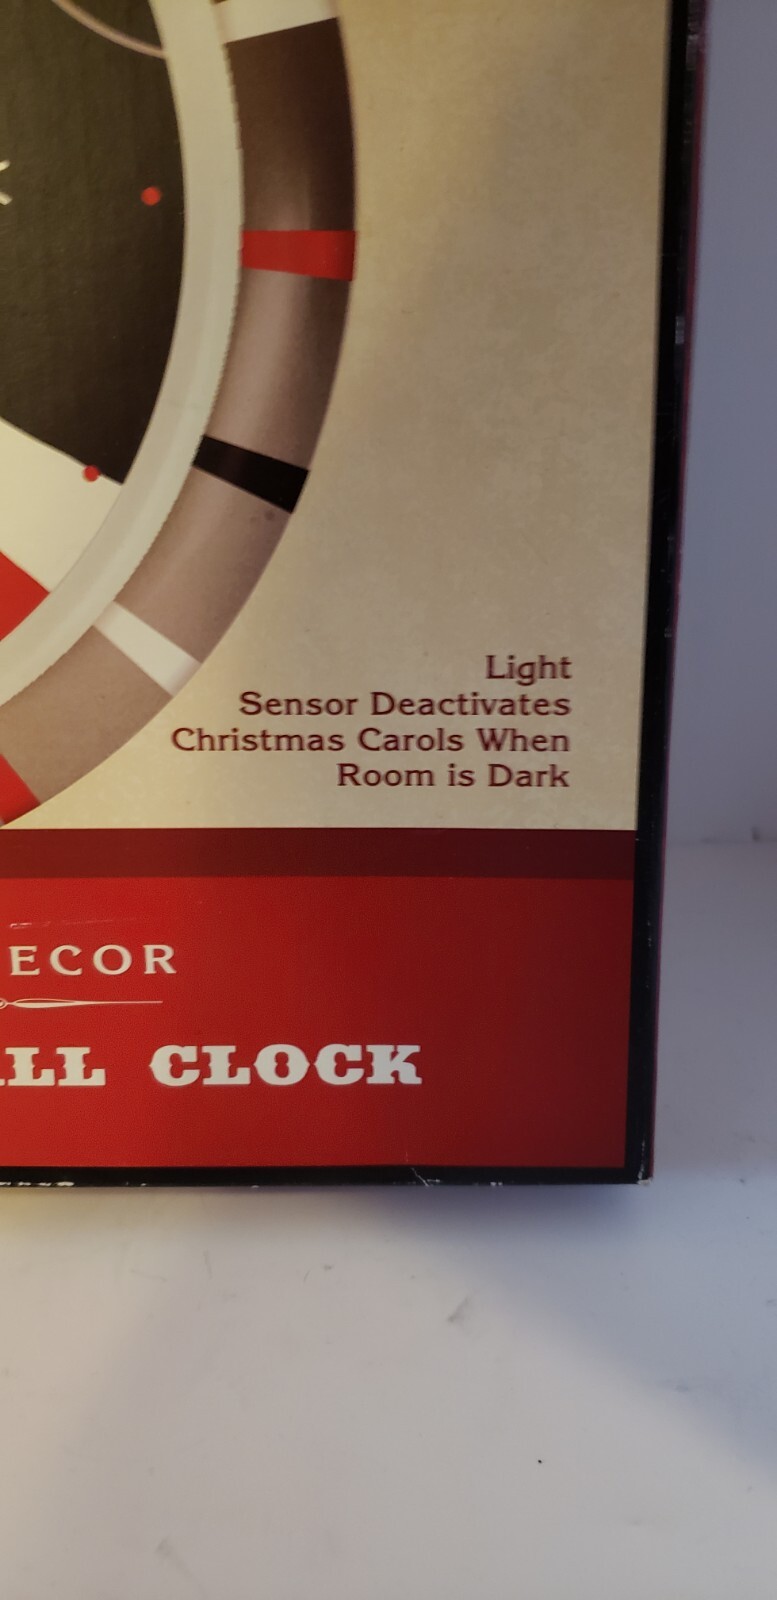 Light
Sensor Deactivates
Christmas Carols When
Room is Dark
ECOR
LL CLOCK